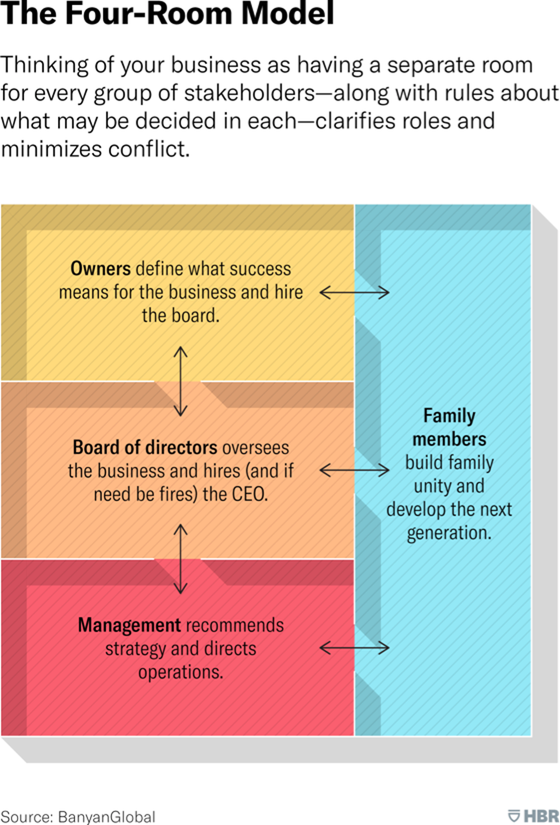 The Four-Room Model
Thinking of your business as having a separate room
for every group of stakeholders—along with rules about
what may be decided in each—clarifies roles and
minimizes conflict.
Owners define what success
means for the business and hire
the board.
Board of directors oversees
the business and hires (and if
need be fires) the CEO.
Management recommends
strategy and directs
operations.
Family
members
build family
unity and
develop the next
generation.
Source: BanyanGlobal
HBR